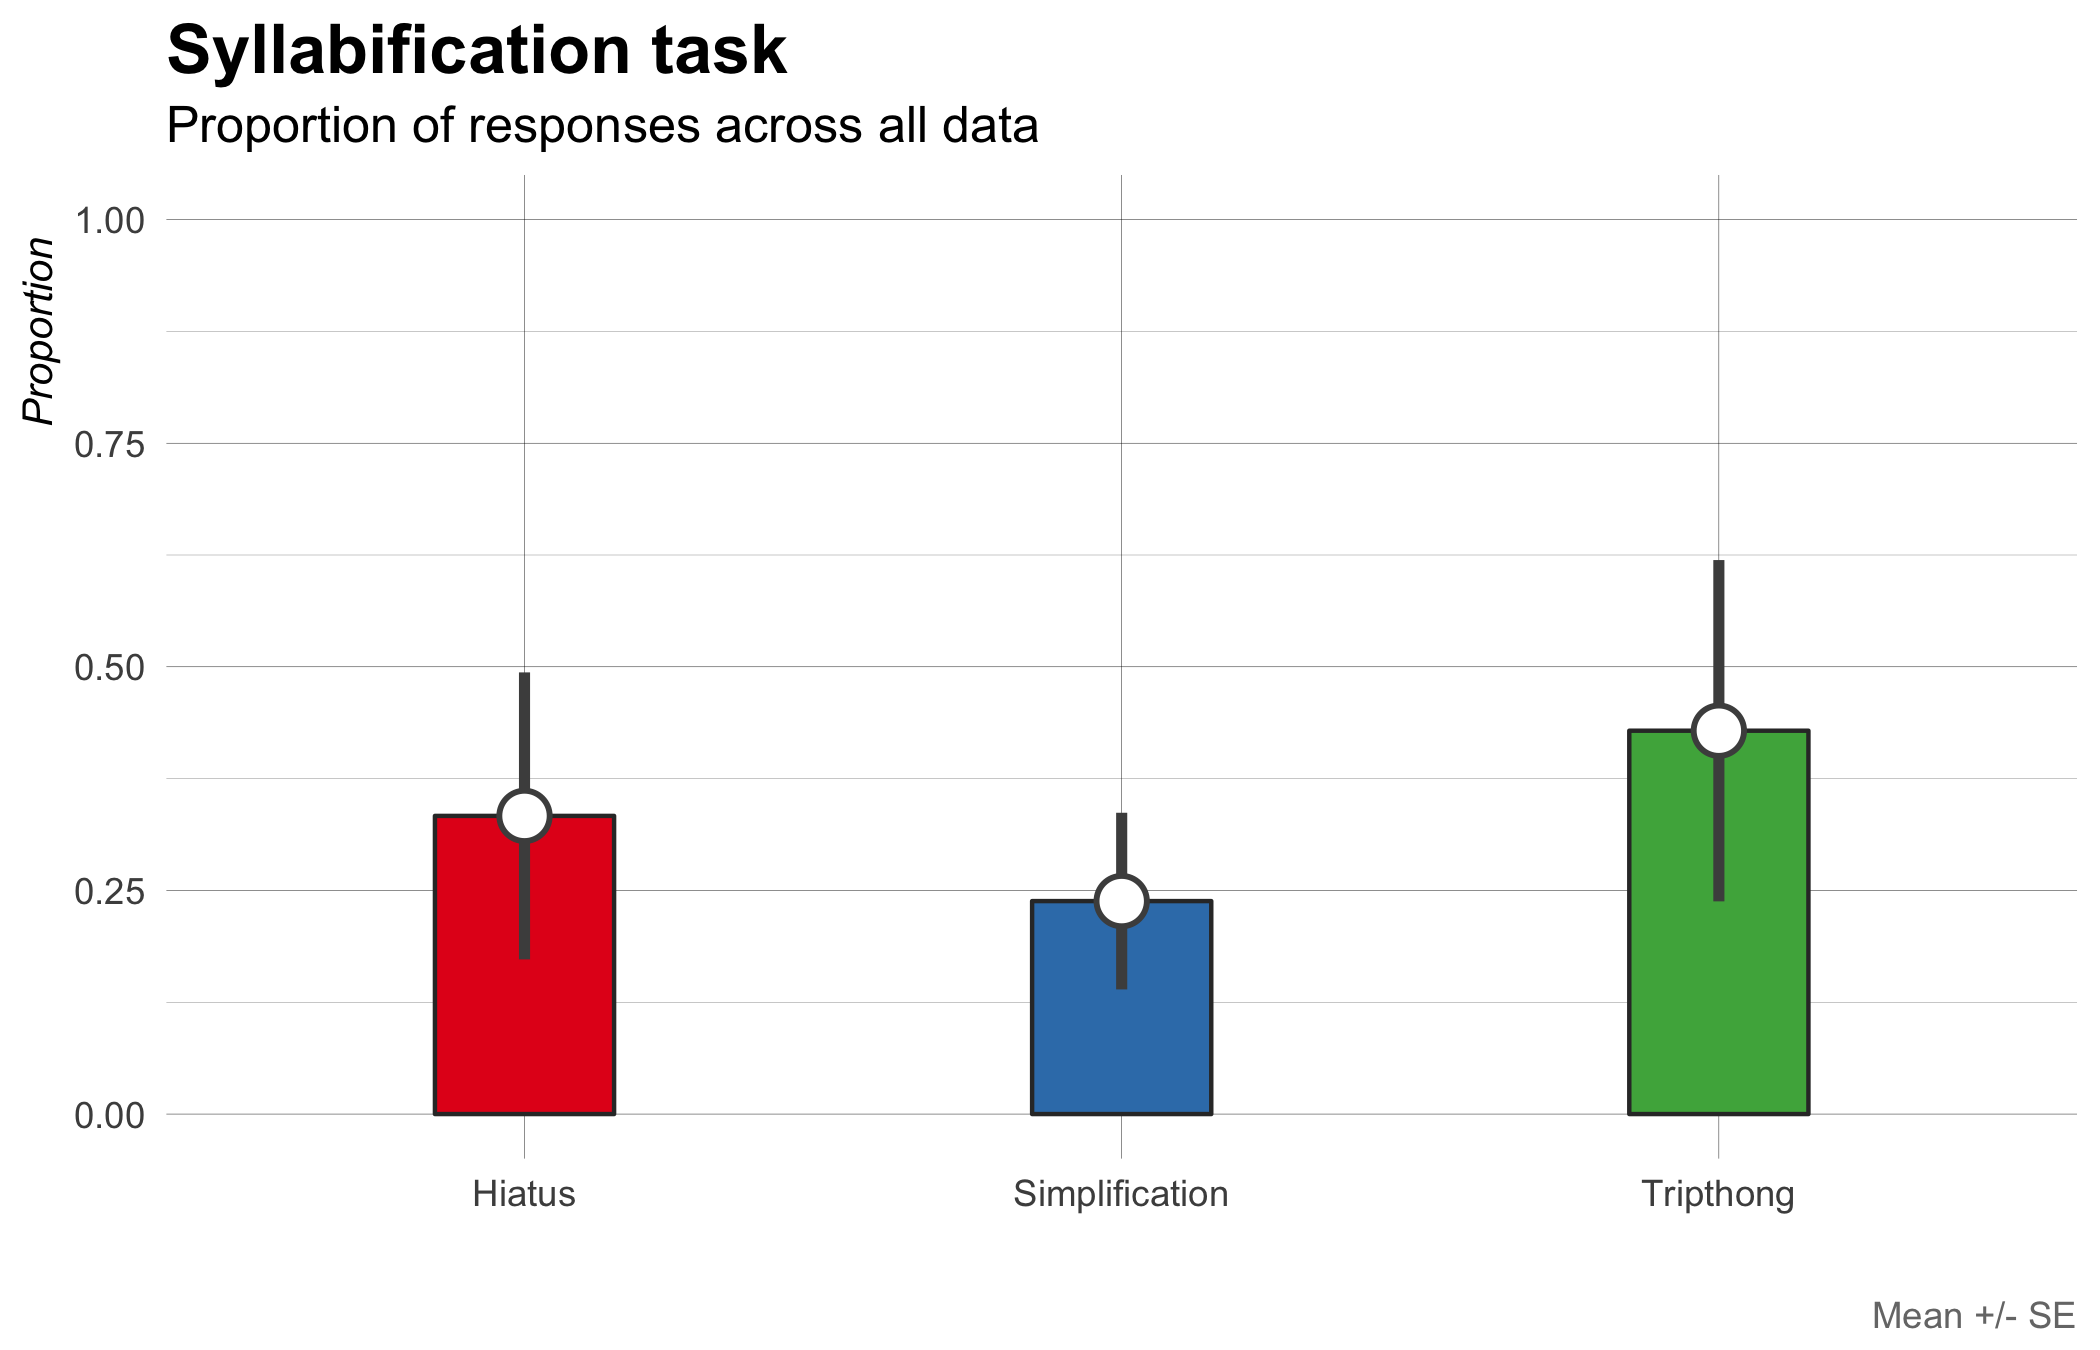 Syllabification task
Proportion of responses across all data
Proportion
1.00
0.75
0.50
0.25
0.00
Hiatus
Simplification
Tripthong
Mean +/- SE